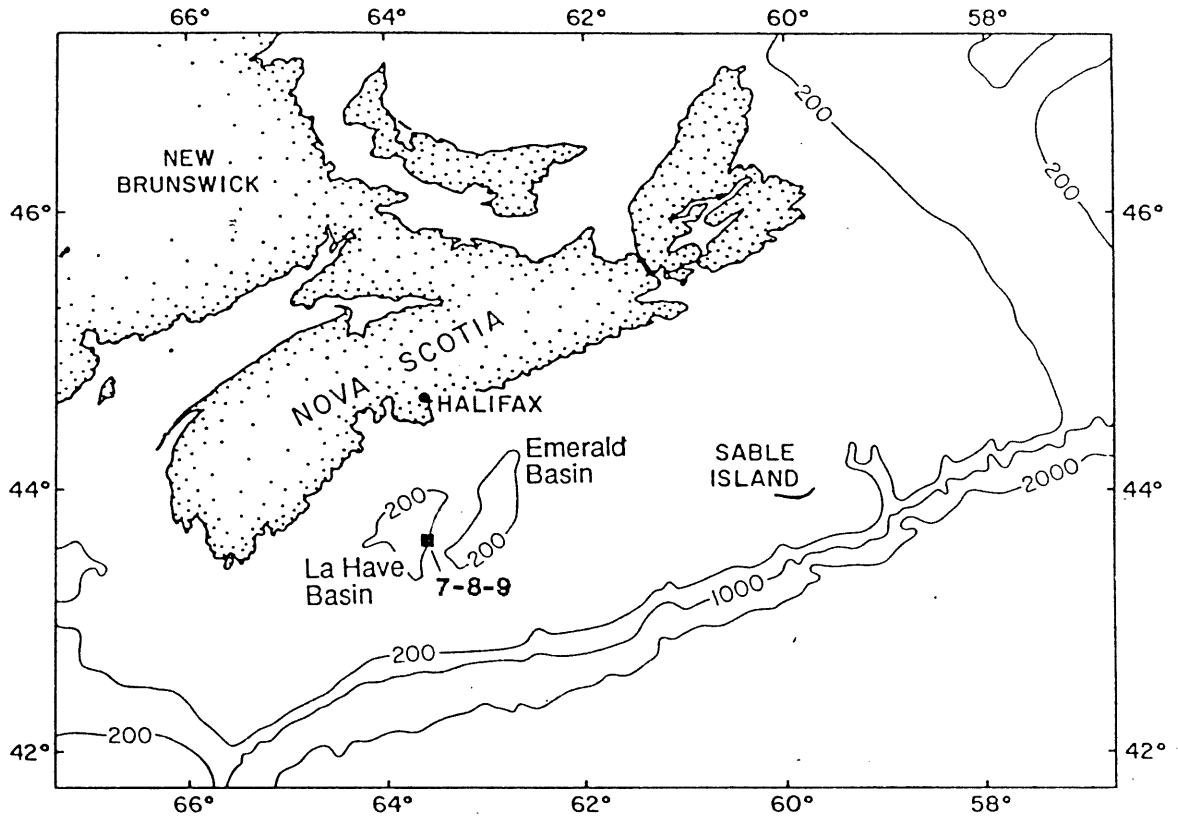 66°
64°
62°
60°
58°
200
NEW
BRUNSWICK
200
46°
46°
NOVA SCOTIA
HALIFAX
Emerald
Basin
SABLE
ISLAND
2000
44°
44°
200
200
La Have
Basin
7-8-9
1000
200
200
42°
42°
66°
64°
62°
60°
58°